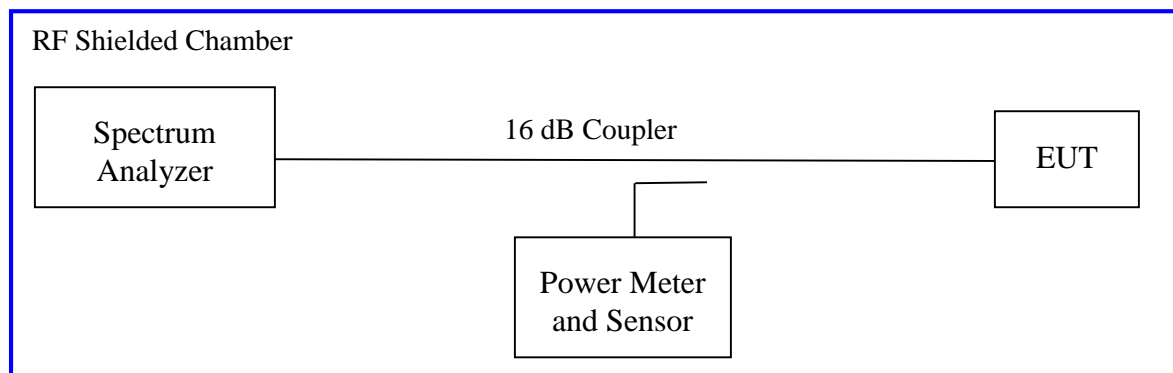 RF Shielded Chamber
Spectrum
Analyzer
16 dB Coupler
EUT
Power Meter
and Sensor